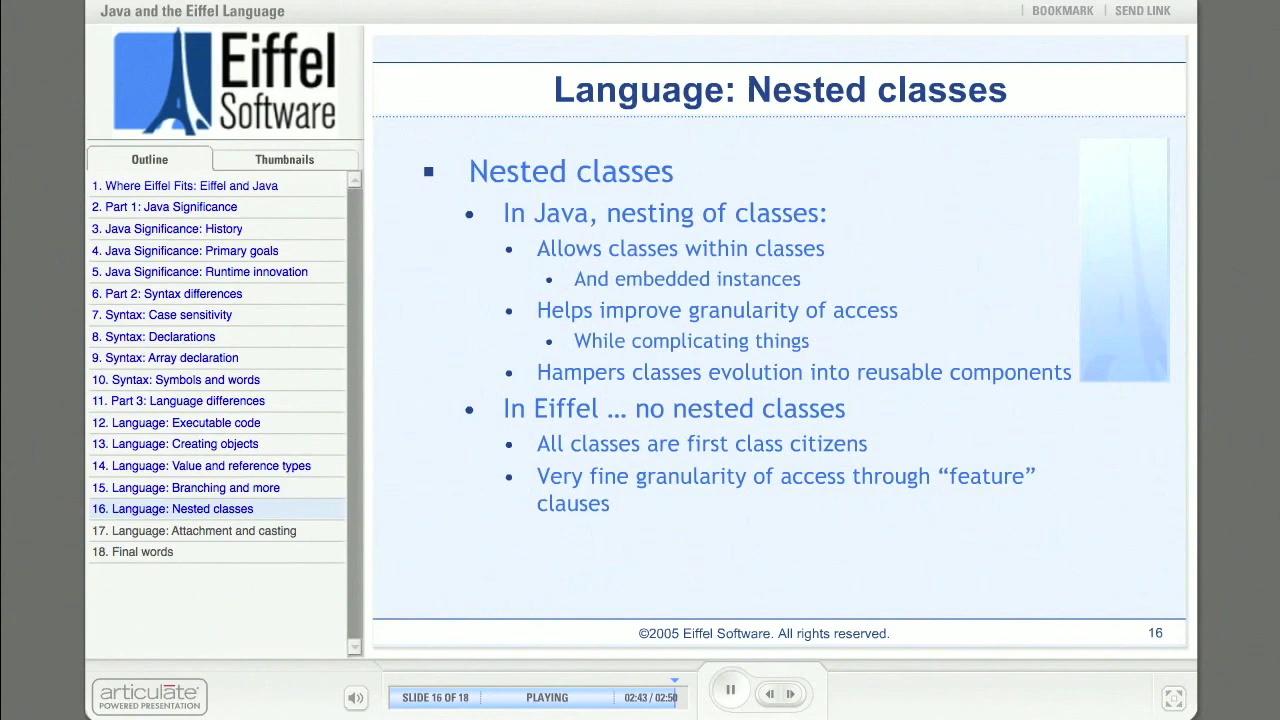 Java and the Eiffel Language
BOOKMARK
SEND LINK
Eiffel
Software
Outline
Thumbnails
1. Where Eiffel Fits: Eiffel and Java
2. Part 1: Java Significance
3. Java Significance: History
4. Java Significance: Primary goals
5. Java Significance: Runtime innovation
6. Part 2: Syntax differences
7. Syntax: Case sensitivity
8. Syntax: Declarations
9. Syntax: Array declaration
10. Syntax: Symbols and words
11. Part 3: Language differences
12. Language: Executable code
13. Language: Creating objects
14. Language: Value and reference types
15. Language: Branching and more
16. Language: Nested classes
17. Language: Attachment and casting
18. Final words
Language: Nested classes
Nested classes
In Java, nesting of classes:
Allows classes within classes
And embedded instances
Helps improve granularity of access
While complicating things
Hampers classes evolution into reusable components
In Eiffel … no nested classes
All classes are first class citizens
Very fine granularity of access through “feature”
clauses
©2005 Eiffel Software. All rights reserved.
16
articulate
POWERED PRESENTATION
SLIDE 16 OF 18
PLAYING
02:43 / 02:50